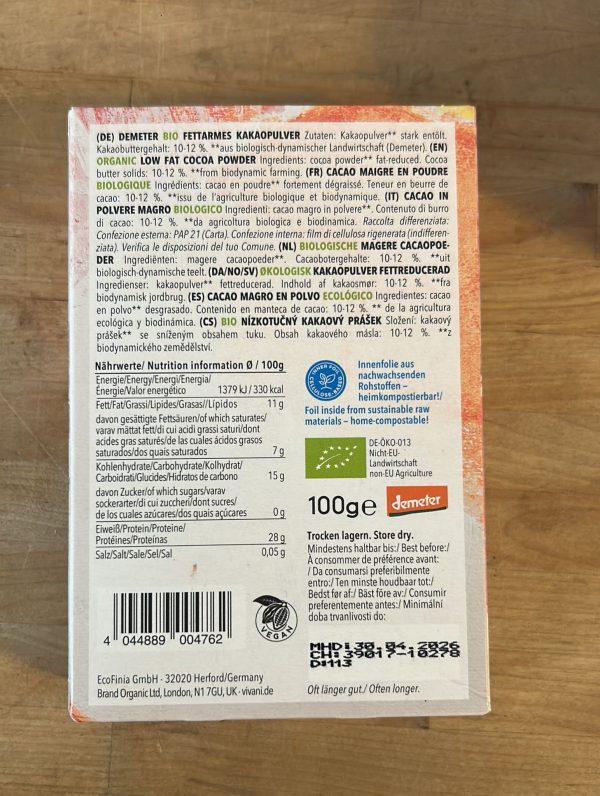 (DE) DEMETER BIO FETTARMES KAKAOPULVER Zutaten: Kakaopulver** stark entölt.
Kakaobuttergehalt: 10-12 %. **aus biologisch-dynamischer Landwirtschaft (Demeter). (EN)
ORGANIC LOW FAT COCOA POWDER Ingredients: cocoa powder** fat-reduced. Cocoa
butter solids: 10-12 %. **from biodynamic farming. (FR) CACAO MAIGRE EN POUDRE
BIOLOGIQUE Ingrédients: cacao en poudre** fortement dégraissé. Teneur en beurre de
cacao: 10-12 %. **issu de l'agriculture biologique et biodynamique. (IT) CACAO IN
POLVERE MAGRO BIOLOGICO Ingredienti: cacao magro in polvere**. Contenuto di burro
di cacao: 10-12 %. **da agricoltura biologica e biodinamica. Raccolta differenziata:
Confezione esterna: PAP 21 (Carta). Confezione interna: film di cellulosa rigenerata (indifferen-
ziata). Verifica le disposizioni del tuo Comune. (NL) BIOLOGISCHE MAGERE CACAOPOE-
DER Ingrediënten: magere cacaopoeder**. Cacaobotergehalte: 10-12 %. **uit
biologisch-dynamische teelt. (DA/NO/SV) ØKOLOGISK KAKAOPULVER FETTREDUCERAD
Ingredienser: kakaopulver** fettreducerad. Indhold af kakaosmør: 10-12 %. **fra
biodynamisk jordbrug. (ES) CACAO MAGRO EN POLVO ECOLÓGICO Ingredientes: cacao
en polvo** desgrasado. Contenido en manteca de cacao: 10-12 %. ** de la agricultura
ecológica y biodinámica. (CS) BIO NÍZKOTUČNÝ KAKAOVÝ PRÁŠEK Složení: kakaový
prášek** se sníženým obsahem tuku. Obsah kakaového másla: 10-12 %. **z
biodynamického zemědělství.
Nährwerte/ Nutrition information Ø / 100g
Energie/Energy/Energi/Energia/
Énergie/Valor energético 1379 kJ / 330 kcal
Fett/Fat/Grassi/Lipides/Grasas//Lípidos 11 g
davon gesättigte Fettsäuren/of which saturates/
varav mättat fett/di cui acidi grassi saturi/dont
acides gras saturés/de las cuales ácidos grasos
saturados/dos quais saturados 7 g
Kohlenhydrate/Carbohydrate/Kolhydrat/
Carboidrati/Glucides/Hidratos de carbono 15 g
davon Zucker/of which sugars/varav
sockerarter/di cui zuccheri/dont sucres/
de los cuales azúcares/dos quais açúcares 0 g
Eiweiß/Protein/Proteine/
Protéines/Proteínas 28 g
Salz/Salt/Sale/Sel/Sal 0,05 g
INNER FOIL
CELLULOSE-BASED
Innenfolie aus
nachwachsenden
Rohstoffen –
heimkompostierbar!/
Foil inside from sustainable raw
materials – home-compostable!
DE-ÖKO-013
Nicht-EU-
Landwirtschaft
non-EU Agriculture
100g e demeter
Trocken lagern. Store dry.
Mindestens haltbar bis:/ Best before:/
À consommer de préférence avant:
/ Da consumarsi preferibilmente
entro:/ Ten minste houdbaar tot:/
Bedst før af:/ Bäst före av:/ Consumir
preferentemente antes:/ Minimální
doba trvanlivosti do:
MHD: 30.04.2026
CH: 39017-10278
D:113
Oft länger gut./ Often longer.
VEGAN
4 044889 004762
EcoFinia GmbH · 32020 Herford/Germany
Brand Organic Ltd, London, N1 7GU, UK · vivani.de